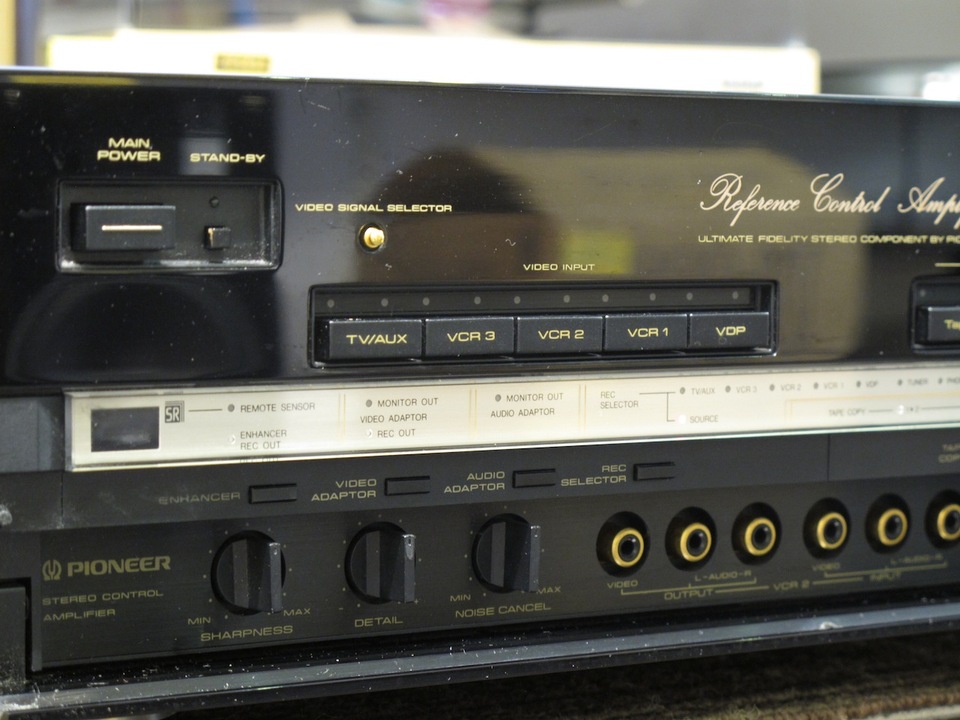 MAIN
POWER
STAND-BY
VIDEO SIGNAL SELECTOR
Reference Control
ULTIMATE FIDELITY STEREO COMPONENT BY
VIDEO INPUT
TV/AUX VCR 3 VCR 2 VCR 1 VDP
SR REMOTE SENSOR
ENHANCER
REC OUT
MONITOR OUT
VIDEO ADAPTOR
REC OUT
MONITOR OUT
AUDIO ADAPTOR
REC
SELECTOR
TV/AUX VCR 3 VCR 2 VCR 1 VDP TUNER
SOURCE
TAPE COPY
ENHANCER
VIDEO
ADAPTOR
AUDIO
ADAPTOR
REC
SELECTOR
PIONEER
STEREO CONTROL
AMPLIFIER
MIN MAX
SHARPNESS
DETAIL
MIN MAX
NOISE CANCEL
VIDEO L-AUDIO-R
OUTPUT
VCR 2
VIDEO L-AUDIO-R
INPUT